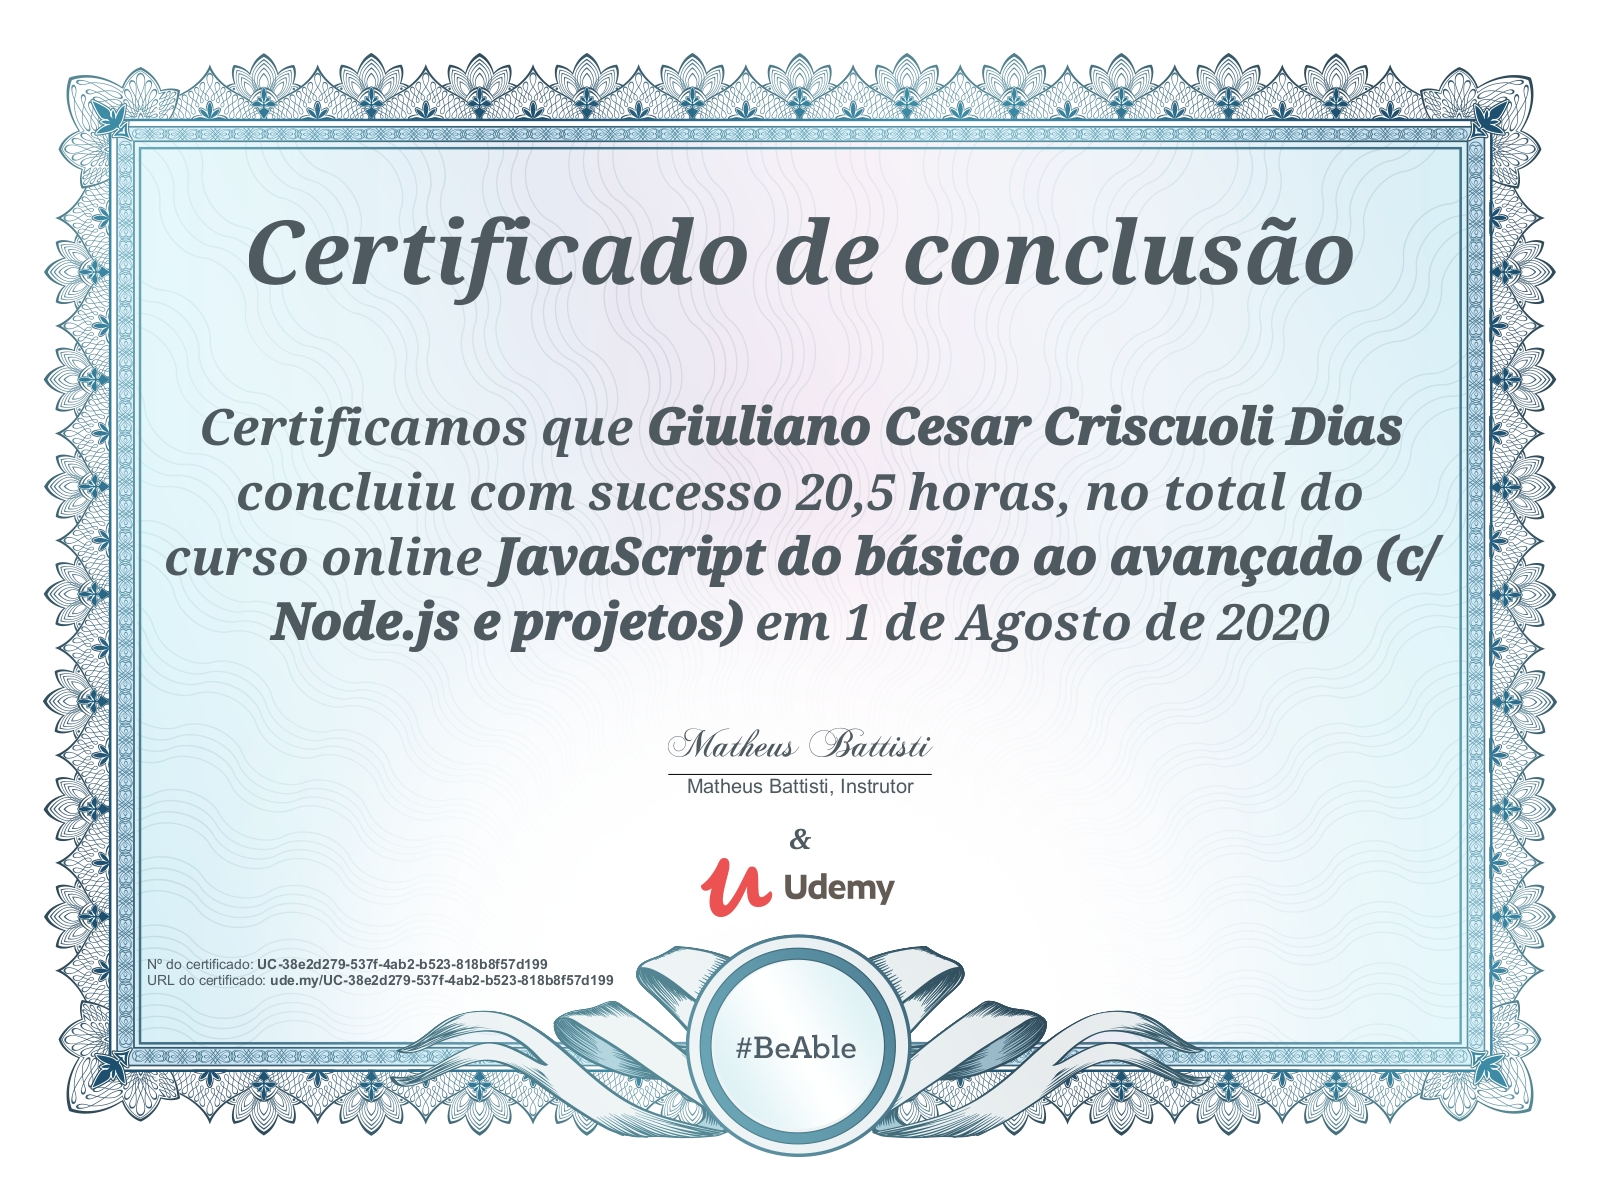 Certificado de conclusão
Certificamos que Giuliano Cesar Criscuoli Dias
concluiu com sucesso 20,5 horas, no total do
curso online JavaScript do básico ao avançado (c/
Node.js e projetos) em 1 de Agosto de 2020
Matheus Battisti
Matheus Battisti, Instrutor
&
Udemy
Nº do certificado: UC-38e2d279-537f-4ab2-b523-818b8f57d199
URL do certificado: ude.my/UC-38e2d279-537f-4ab2-b523-818b8f57d199
#BeAble